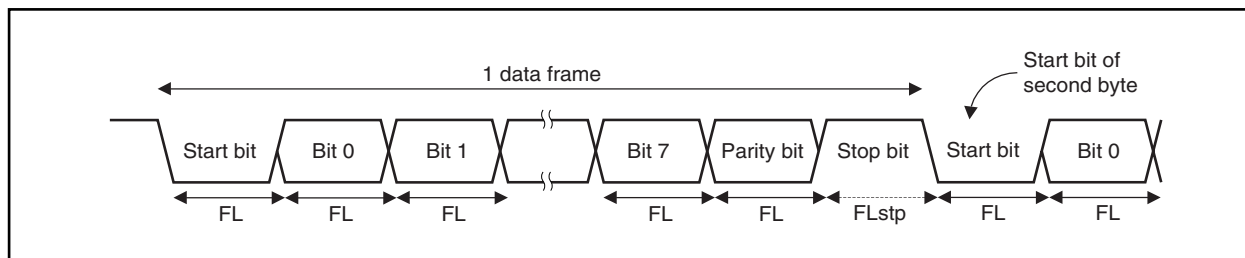 1 data frame
Start bit of
second byte
Start bit Bit 0 Bit 1 Bit 7 Parity bit Stop bit Start bit Bit 0
FL FL FL FL FL FLstp FL FL